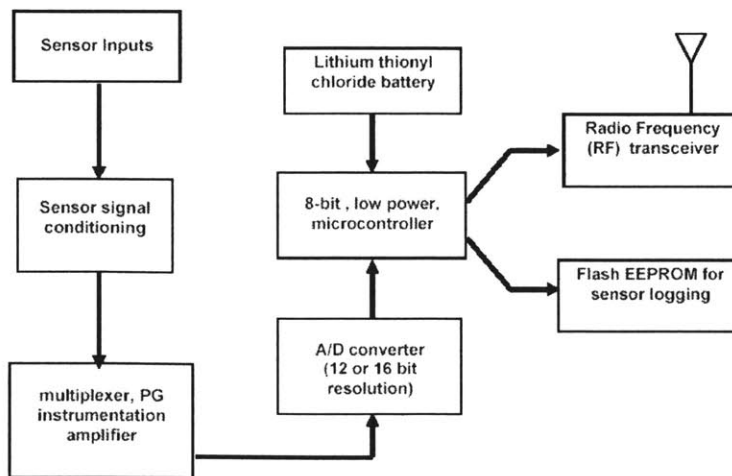 Sensor Inputs
Sensor signal
conditioning
multiplexer, PG
instrumentation
amplifier
Lithium thionyl
chloride battery
8-bit , low power,
microcontroller
A/D converter
(12 or 16 bit
resolution)
Radio Frequency
(RF) transceiver
Flash EEPROM for
sensor logging